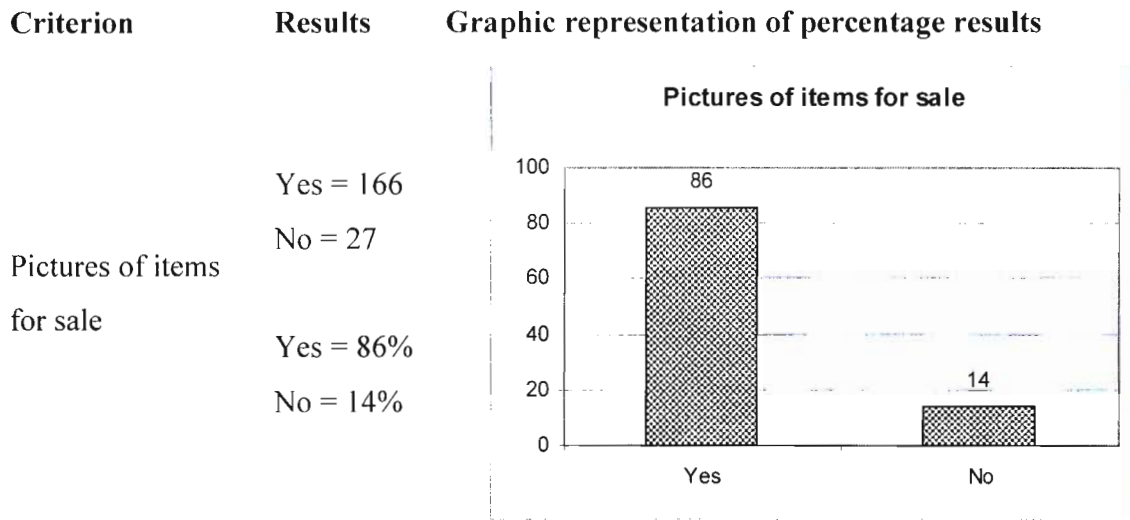 Criterion Results Graphic representation of percentage results
Pictures of items for sale
Yes = 166
No = 27
Pictures of items
for sale
Yes = 86%
No = 14%
100
80
60
40
20
0
86
14
Yes No